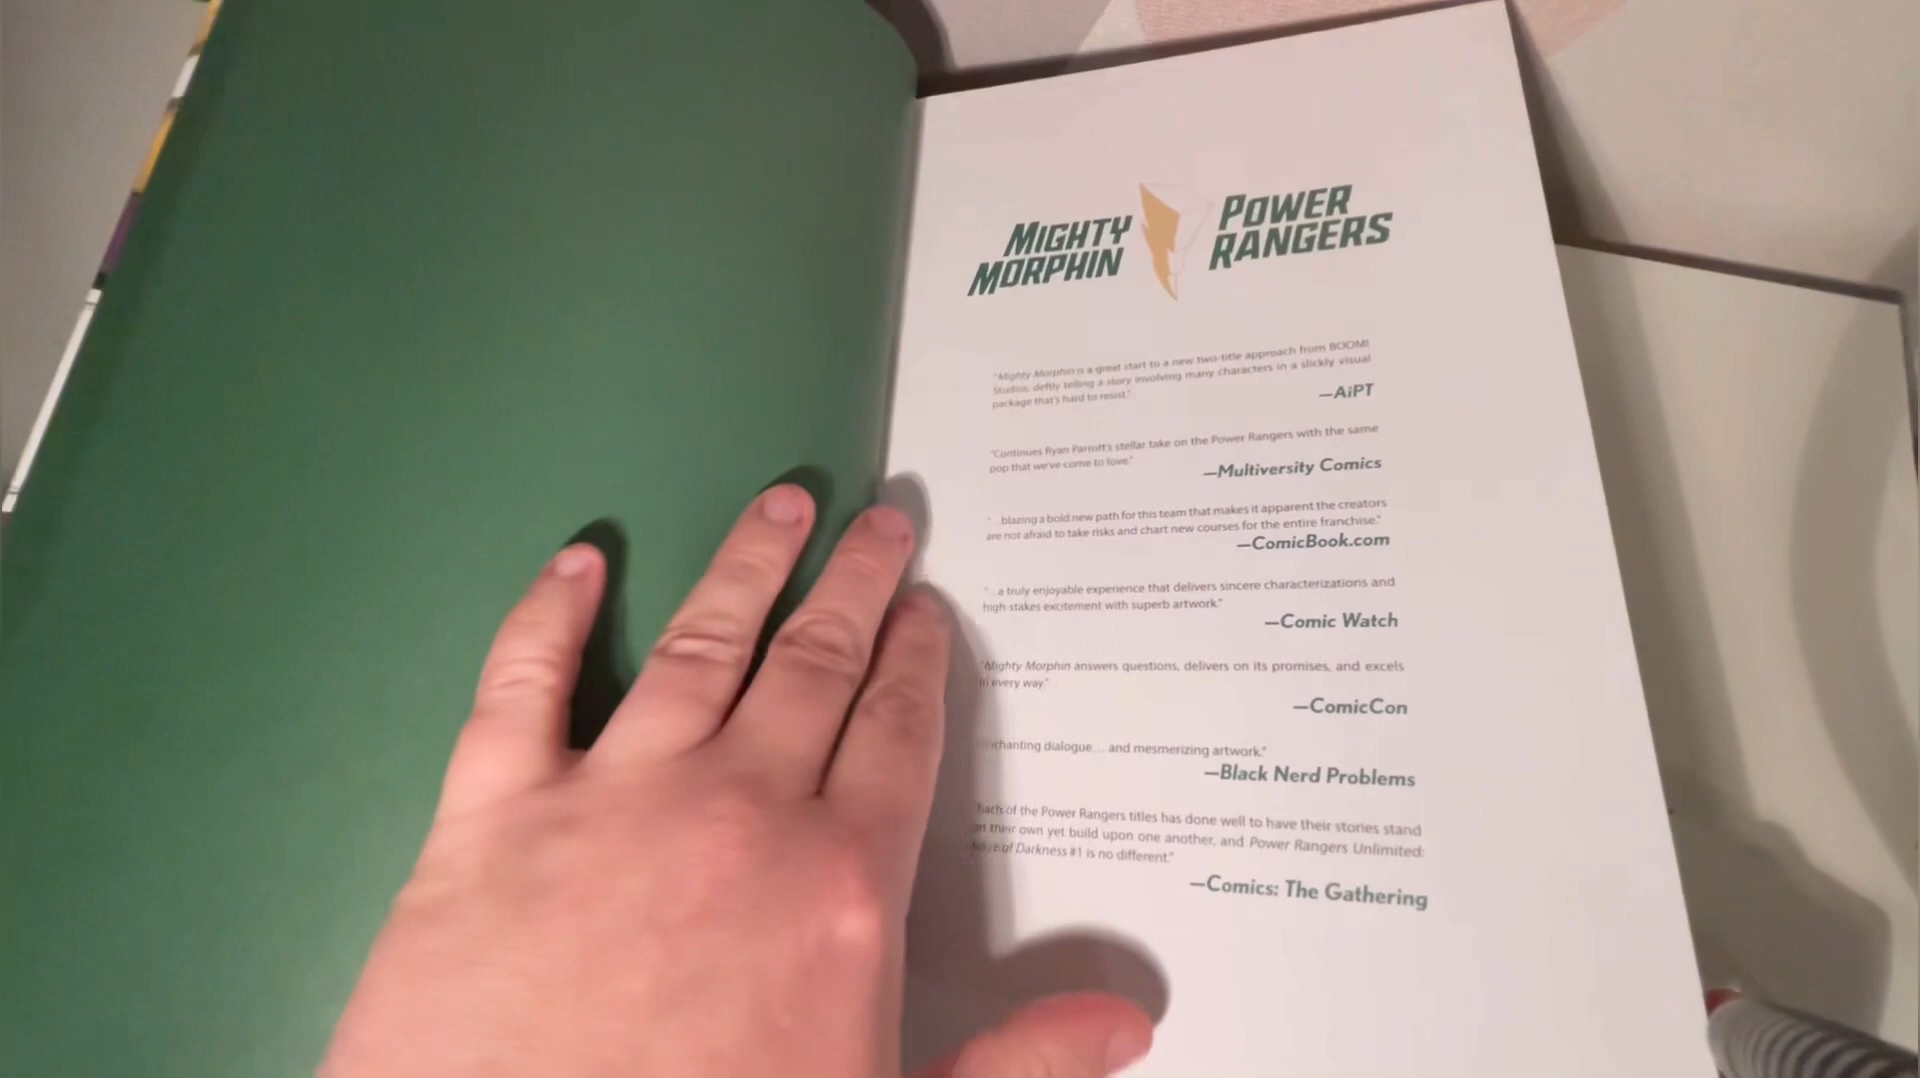 MIGHTY MORPHIN
POWER RANGERS
"Mighty Morphin is a great start to a new two-title approach from BOOM!
Studios, deftly telling a story involving many characters in a slickly visual
package that's hard to resist."
—AiPT
"Continues Ryan Parrott's stellar take on the Power Rangers with the same
pop that we've come to love."
—Multiversity Comics
"...blazing a bold new path for this team that makes it apparent the creators
are not afraid to take risks and chart new courses for the entire franchise."
—ComicBook.com
"...a truly enjoyable experience that delivers sincere characterizations and
high-stakes excitement with superb artwork."
—Comic Watch
"Mighty Morphin answers questions, delivers on its promises, and excels
in every way."
—ComicCon
dialogue... and mesmerizing artwork."
—Black Nerd Problems
of the Power Rangers titles has done well to have their stories stand
on their own yet build upon one another, and Power Rangers Unlimited:
of Darkness #1 is no different."
—Comics: The Gathering